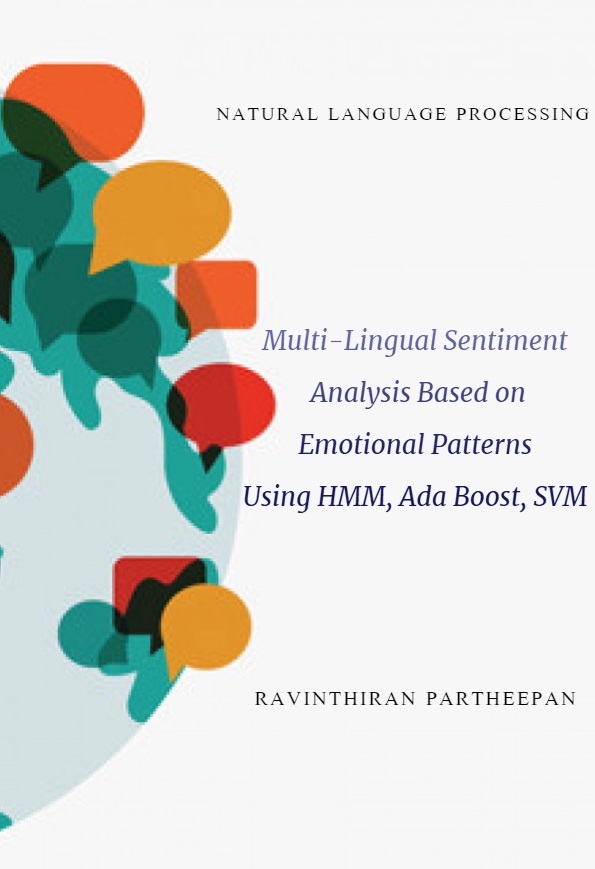 NATURAL LANGUAGE PROCESSING
Multi-Lingual Sentiment
Analysis Based on
Emotional Patterns
Using HMM, Ada Boost, SVM
RAVINTHIRAN PARTHEEPAN